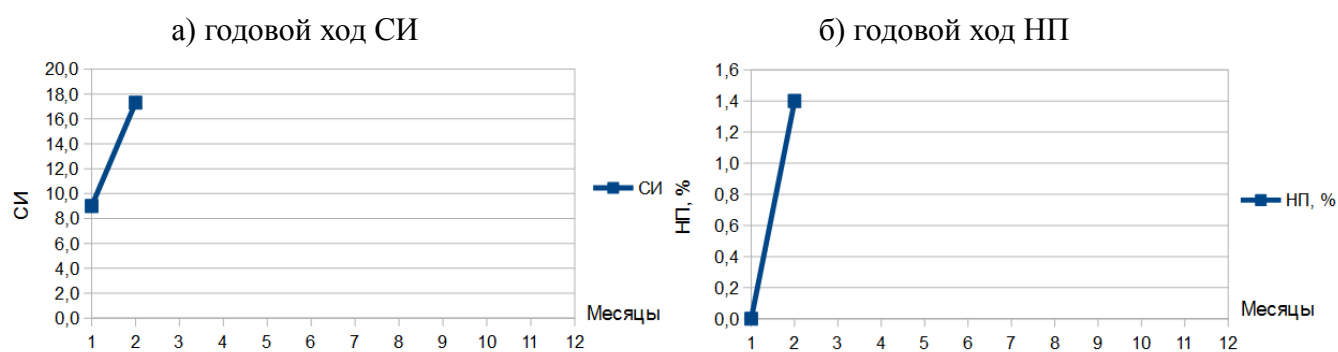 а) годовой ход СИ
20,0
18,0
16,0
14,0
12,0
10,0
8,0
6,0
4,0
2,0
0,0
СИ
1 2 3 4 5 6 7 8 9 10 11 12
Месяцы
СИ
б) годовой ход НП
1,6
1,4
1,2
1,0
0,8
0,6
0,4
0,2
0,0
НП, %
1 2 3 4 5 6 7 8 9 10 11 12
Месяцы
НП, %